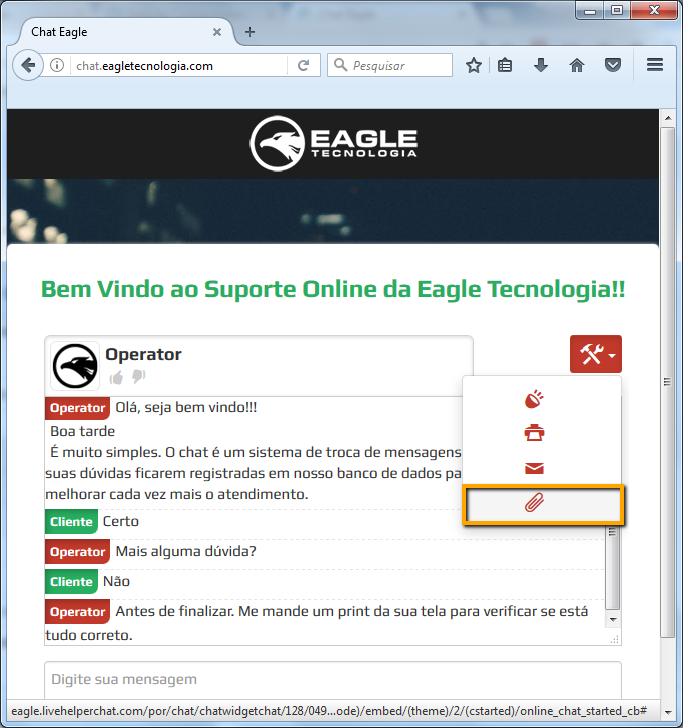 Chat Eagle
chat.eagletecnologia.com
Pesquisar
EAGLE
TECNOLOGIA
Bem Vindo ao Suporte Online da Eagle Tecnologia!!
Operator
Operator Olá, seja bem vindo!!!
Boa tarde
É muito simples. O chat é um sistema de troca de mensagens
suas dúvidas ficarem registradas em nosso banco de dados pa
melhorar cada vez mais o atendimento.
Cliente Certo
Operator Mais alguma dúvida?
Cliente Não
Operator Antes de finalizar. Me mande um print da sua tela para verificar se está
tudo correto.
Digite sua mensagem
eagle.livehelperchat.com/por/chat/chatwidgetchat/128/049...ode)/embed/(theme)/2/(cstarted)/online_chat_started_cb#